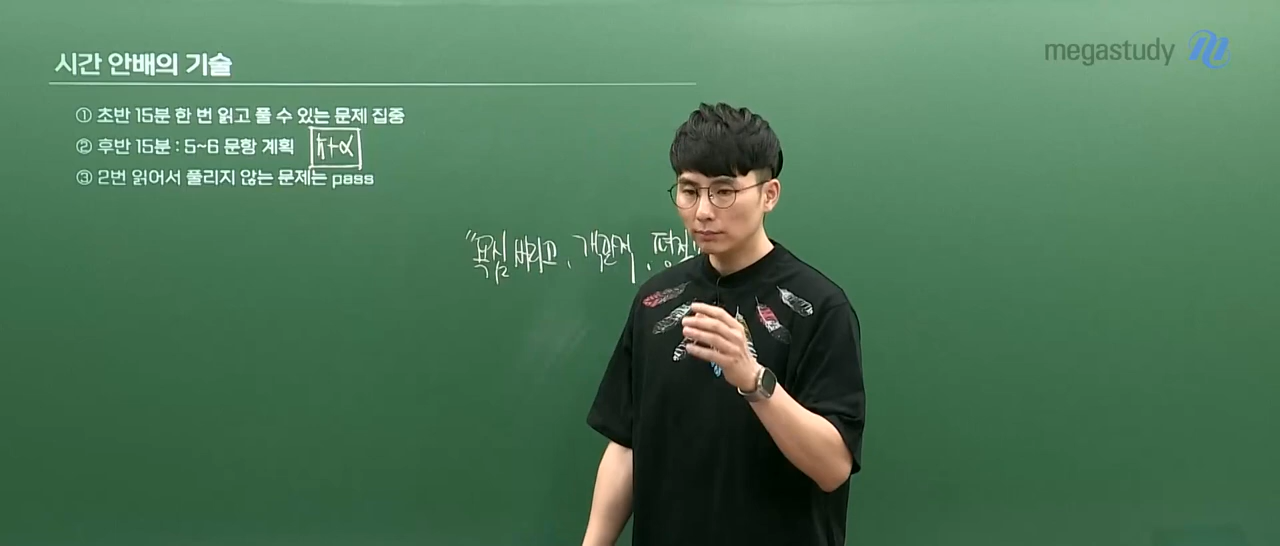 megastudy
시간 안배의 기술
① 초반 15분 한 번 읽고 풀 수 있는 문제 집중
② 후반 15분 : 5~6 문항 계획
+α
③ 2번 읽어서 풀리지 않는 문제는 pass
"욕심 버리고, 객관적,